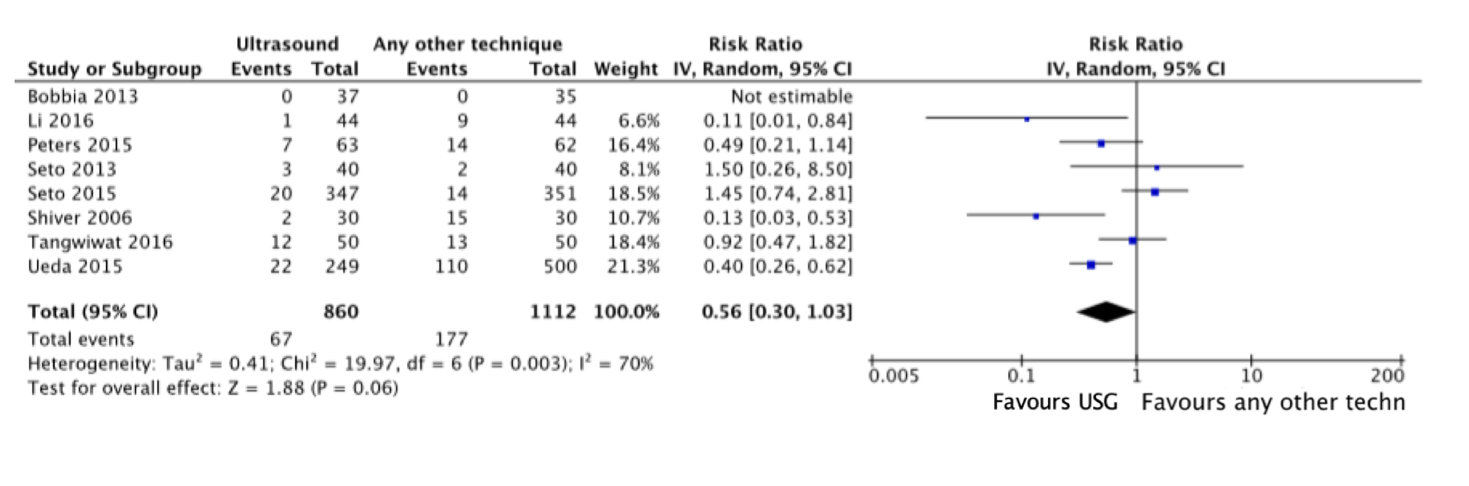 Ultrasound Any other technique Risk Ratio Risk Ratio
Study or Subgroup Events Total Events Total Weight IV, Random, 95% CI IV, Random, 95% CI
Bobbia 2013 0 37 0 35 Not estimable
Li 2016 1 44 9 44 6.6% 0.11 [0.01, 0.84]
Peters 2015 7 63 14 62 16.4% 0.49 [0.21, 1.14]
Seto 2013 3 40 2 40 8.1% 1.50 [0.26, 8.50]
Seto 2015 20 347 14 351 18.5% 1.45 [0.74, 2.81]
Shiver 2006 2 30 15 30 10.7% 0.13 [0.03, 0.53]
Tangwiwat 2016 12 50 13 50 18.4% 0.92 [0.47, 1.82]
Ueda 2015 22 249 110 500 21.3% 0.40 [0.26, 0.62]
Total (95% CI) 860 1112 100.0% 0.56 [0.30, 1.03]
Total events 67 177
Heterogeneity: Tau² = 0.41; Chi² = 19.97, df = 6 (P = 0.003); I² = 70%
Test for overall effect: Z = 1.88 (P = 0.06)
0.005 0.1 1 10 200
Favours USG Favours any other techn